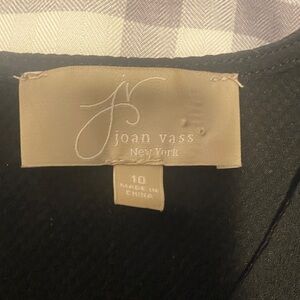 jv
joan vass
New York
10
MADE IN
CHINA